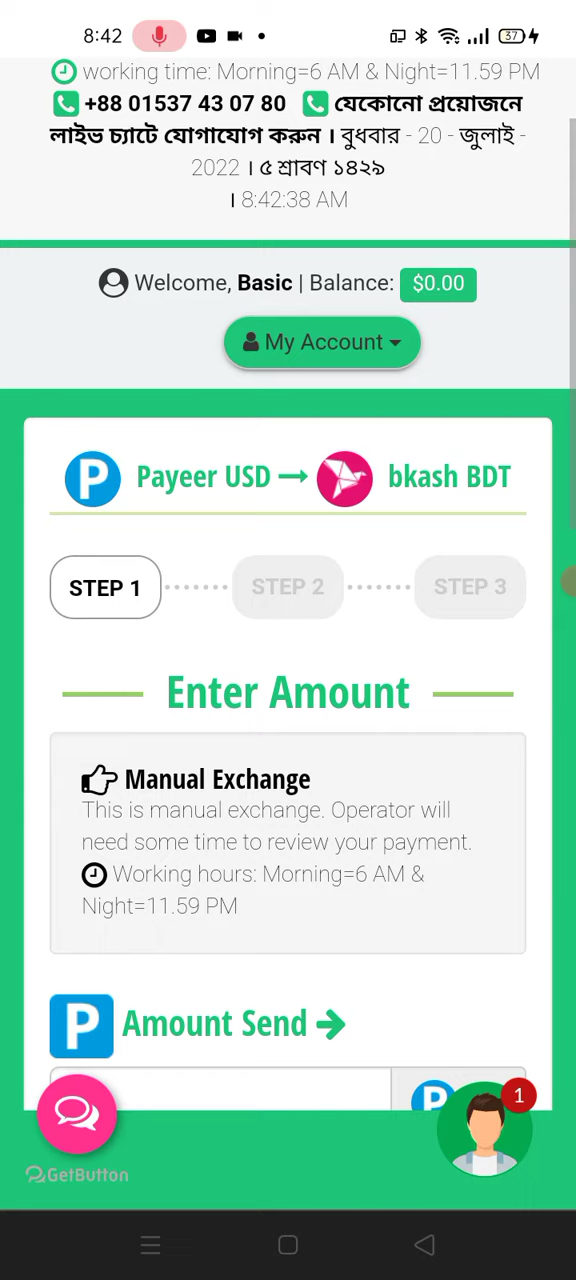 8:42
37
working time: Morning=6 AM & Night=11.59 PM
+88 01537 43 07 80 যেকোনো প্রয়োজনে
লাইভ চ্যাটে যোগাযোগ করুন । বুধবার - 20 - জুলাই -
2022 । ৫ শ্রাবণ ১৪২৯
। 8:42:38 AM
Welcome, Basic | Balance: $0.00
My Account
Payeer USD → bkash BDT
STEP 1 STEP 2 STEP 3
Enter Amount
Manual Exchange
This is manual exchange. Operator will
need some time to review your payment.
Working hours: Morning=6 AM &
Night=11.59 PM
Amount Send
1
GetButton